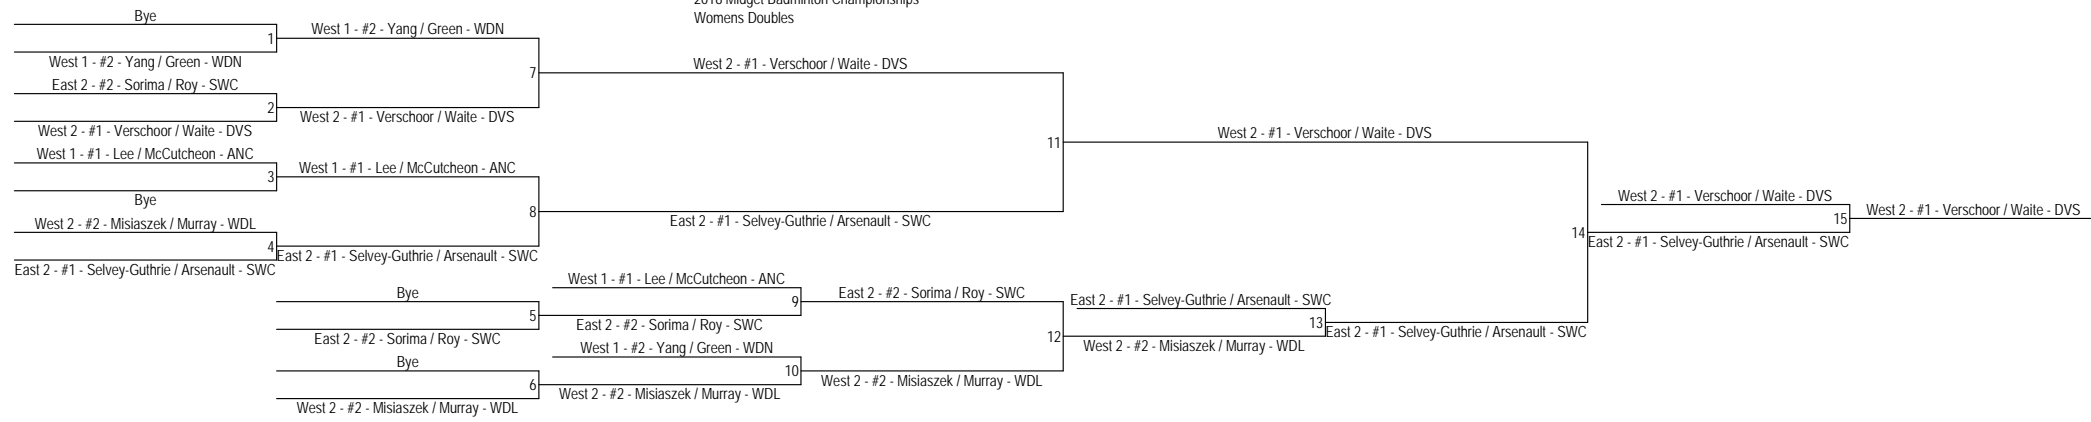 2018 Midget Badminton Championships
Womens Doubles
Bye
1
West 1 - #2 - Yang / Green - WDN
West 1 - #2 - Yang / Green - WDN
East 2 - #2 - Sorima / Roy - SWC
2
West 2 - #1 - Verschoor / Waite - DVS
West 2 - #1 - Verschoor / Waite - DVS
7
West 2 - #1 - Verschoor / Waite - DVS
West 1 - #1 - Lee / McCutcheon - ANC
3
Bye
West 1 - #1 - Lee / McCutcheon - ANC
West 2 - #2 - Misiaszek / Murray - WDL
4
East 2 - #1 - Selvey-Guthrie / Arsenault - SWC
East 2 - #1 - Selvey-Guthrie / Arsenault - SWC
8
East 2 - #1 - Selvey-Guthrie / Arsenault - SWC
11
West 2 - #1 - Verschoor / Waite - DVS
Bye
5
East 2 - #2 - Sorima / Roy - SWC
Bye
6
West 2 - #2 - Misiaszek / Murray - WDL
West 1 - #1 - Lee / McCutcheon - ANC
9
East 2 - #2 - Sorima / Roy - SWC
West 1 - #2 - Yang / Green - WDN
10
West 2 - #2 - Misiaszek / Murray - WDL
East 2 - #2 - Sorima / Roy - SWC
12
West 2 - #2 - Misiaszek / Murray - WDL
East 2 - #1 - Selvey-Guthrie / Arsenault - SWC
13
West 2 - #2 - Misiaszek / Murray - WDL
East 2 - #1 - Selvey-Guthrie / Arsenault - SWC
14
West 2 - #1 - Verschoor / Waite - DVS
15
East 2 - #1 - Selvey-Guthrie / Arsenault - SWC
West 2 - #1 - Verschoor / Waite - DVS